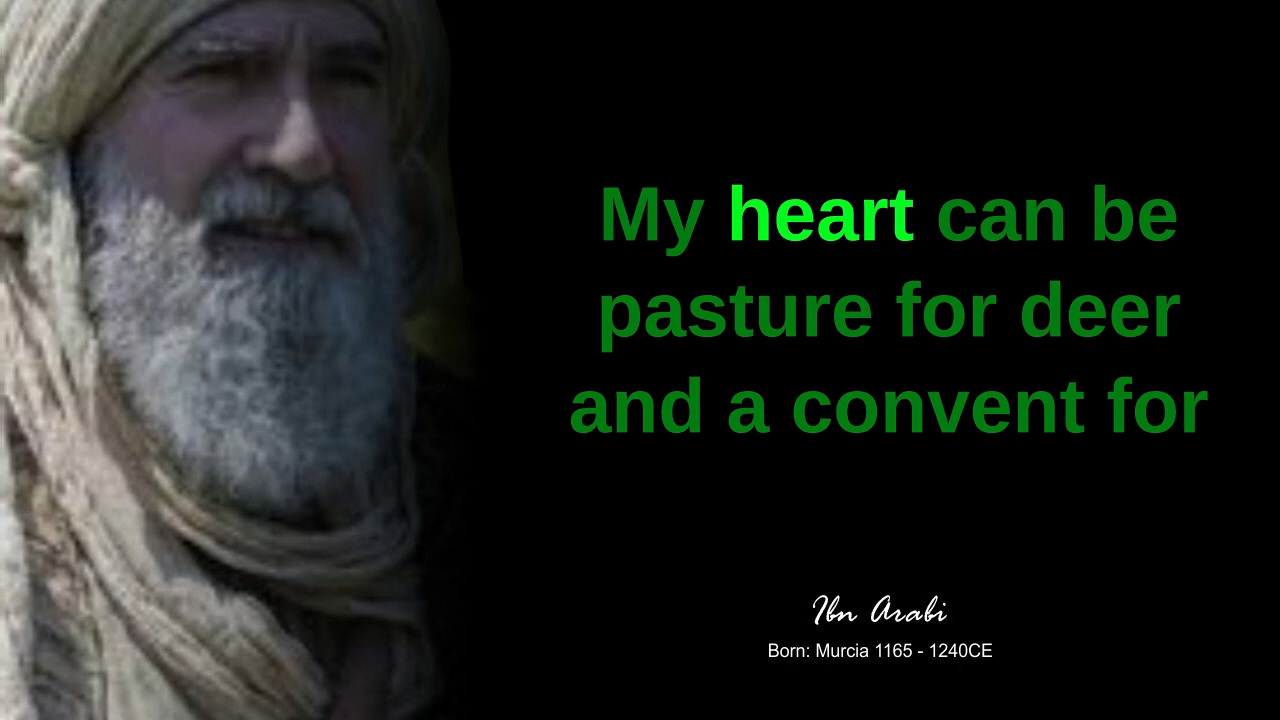 My heart can be
pasture for deer
and a convent for
Ibn Arabi
Born: Murcia 1165 - 1240CE